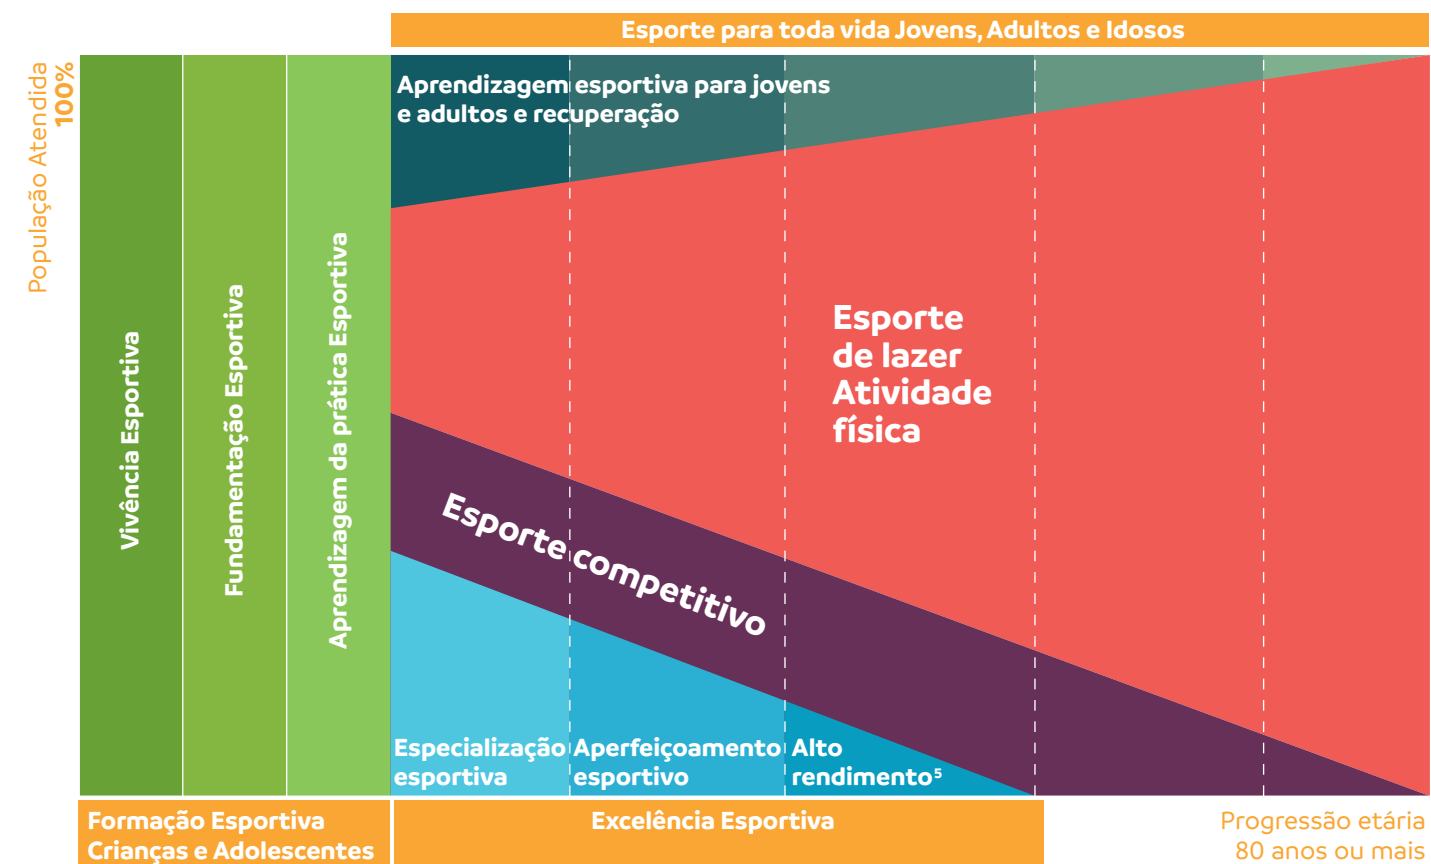 Esporte para toda vida Jovens, Adultos e Idosos
População Atendida
100%
Aprendizagem esportiva para jovens
e adultos e recuperação
Vivência Esportiva
Fundamentação Esportiva
Aprendizagem da prática Esportiva
Esporte
de lazer
Atividade
física
Esporte competitivo
Especialização
esportiva
Aperfeiçoamento
esportivo
Alto
rendimento⁵
Formação Esportiva
Crianças e Adolescentes
Excelência Esportiva
Progressão etária
80 anos ou mais